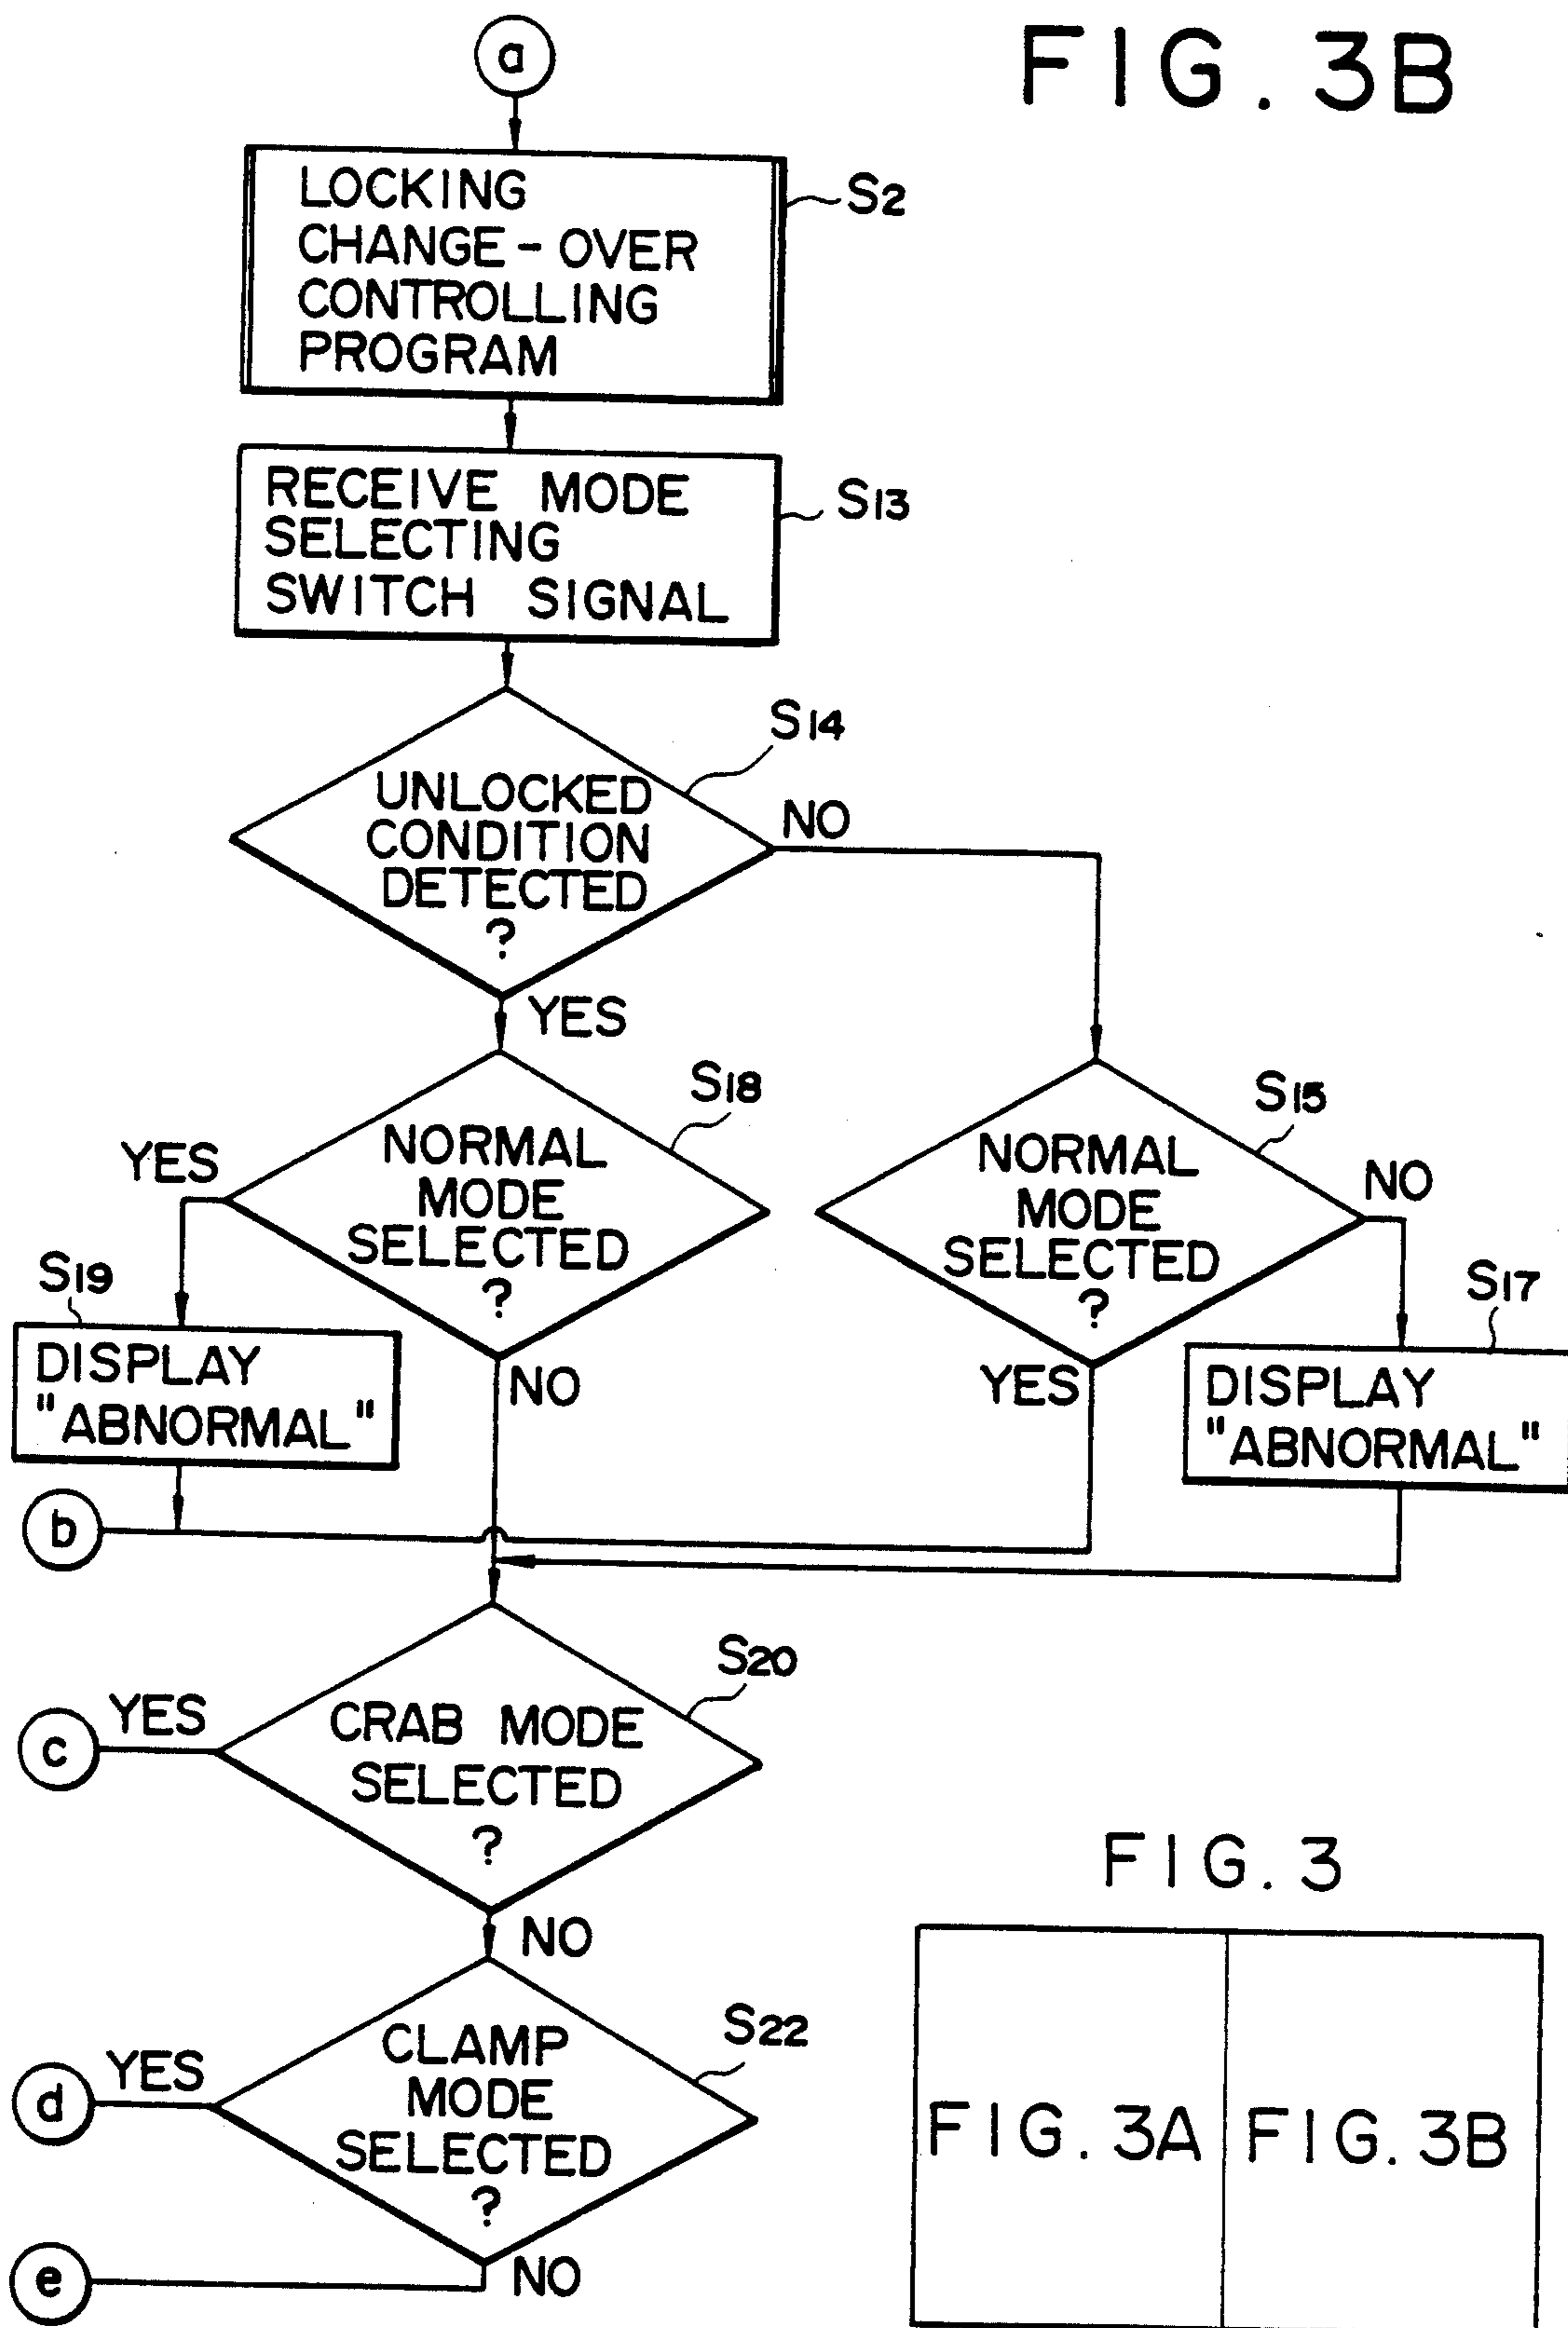 FIG. 3B
a
LOCKING
CHANGE-OVER
CONTROLLING
PROGRAM
S2
RECEIVE MODE
SELECTING
SWITCH SIGNAL
S13
S14
UNLOCKED
CONDITION
DETECTED
?
NO
YES
S18
NORMAL
MODE
SELECTED
?
YES
NO
S15
NORMAL
MODE
SELECTED
?
NO
YES
S19
DISPLAY
"ABNORMAL"
S17
DISPLAY
"ABNORMAL"
b
S20
CRAB MODE
SELECTED
?
YES
c
NO
S22
CLAMP
MODE
SELECTED
?
YES
d
NO
e
FIG. 3
FIG. 3A
FIG. 3B